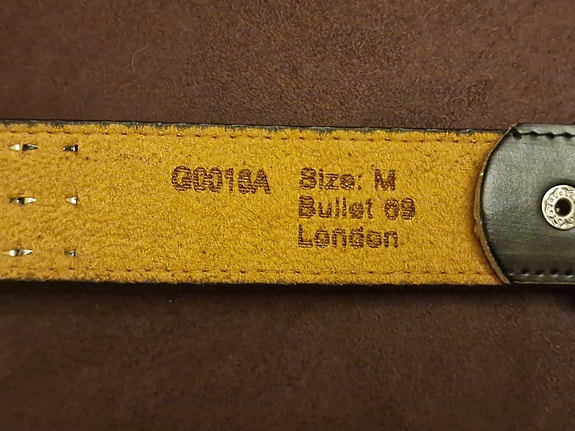 G0018A
Size: M
Bullet 69
London